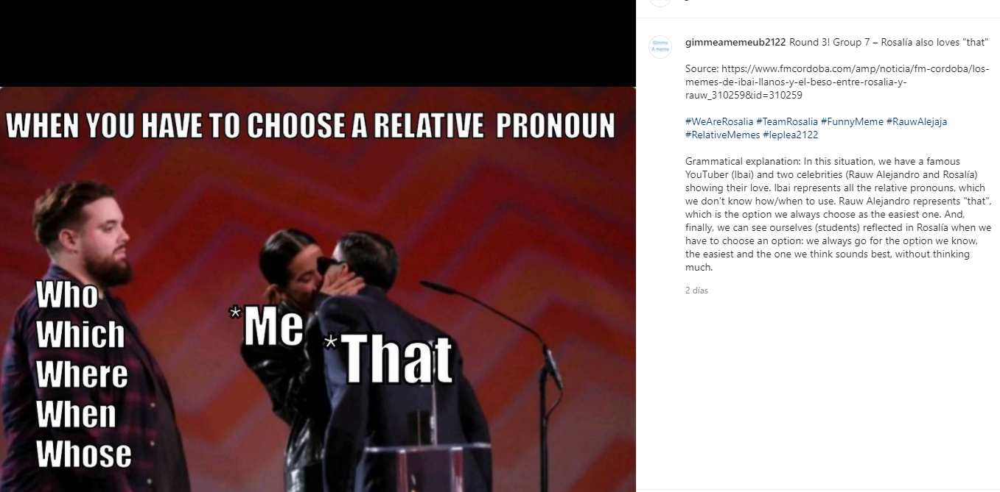 WHEN YOU HAVE TO CHOOSE A RELATIVE PRONOUN
Who
Which
Where
When
Whose
*Me
*That
Gimme
A meme
gimmeamemeub2122 Round 3! Group 7 – Rosalía also loves "that"
Source: https://www.fmcordoba.com/amp/noticia/fm-cordoba/los-
memes-de-ibai-llanos-y-el-beso-entre-rosalia-y-
rauw_310259&id=310259
#WeAreRosalia #TeamRosalia #FunnyMeme #RauwAlejaja
#RelativeMemes #leplea2122
Grammatical explanation: In this situation, we have a famous
YouTuber (Ibai) and two celebrities (Rauw Alejandro and Rosalía)
showing their love. Ibai represents all the relative pronouns, which
we don't know how/when to use. Rauw Alejandro represents "that",
which is the option we always choose as the easiest one. And,
finally, we can see ourselves (students) reflected in Rosalía when we
have to choose an option: we always go for the option we know,
the easiest and the one we think sounds best, without thinking
much.
2 días